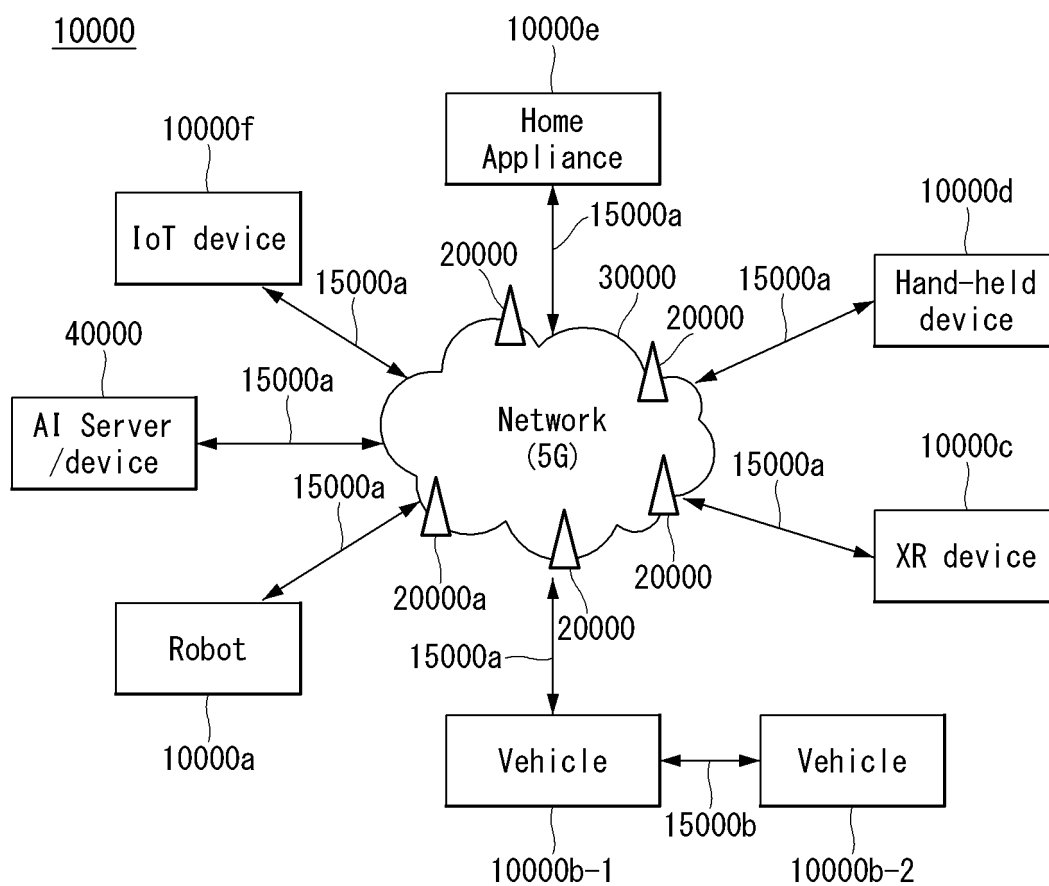 10000
10000e
Home
Appliance
10000f
IoT device
15000a
10000d
Hand-held
device
20000
30000
15000a
15000a
20000
40000
AI Server
/device
15000a
Network
(5G)
10000c
XR device
15000a
15000a
20000a
20000
20000
Robot
10000a
15000a
Vehicle
Vehicle
15000b
10000b-1
10000b-2